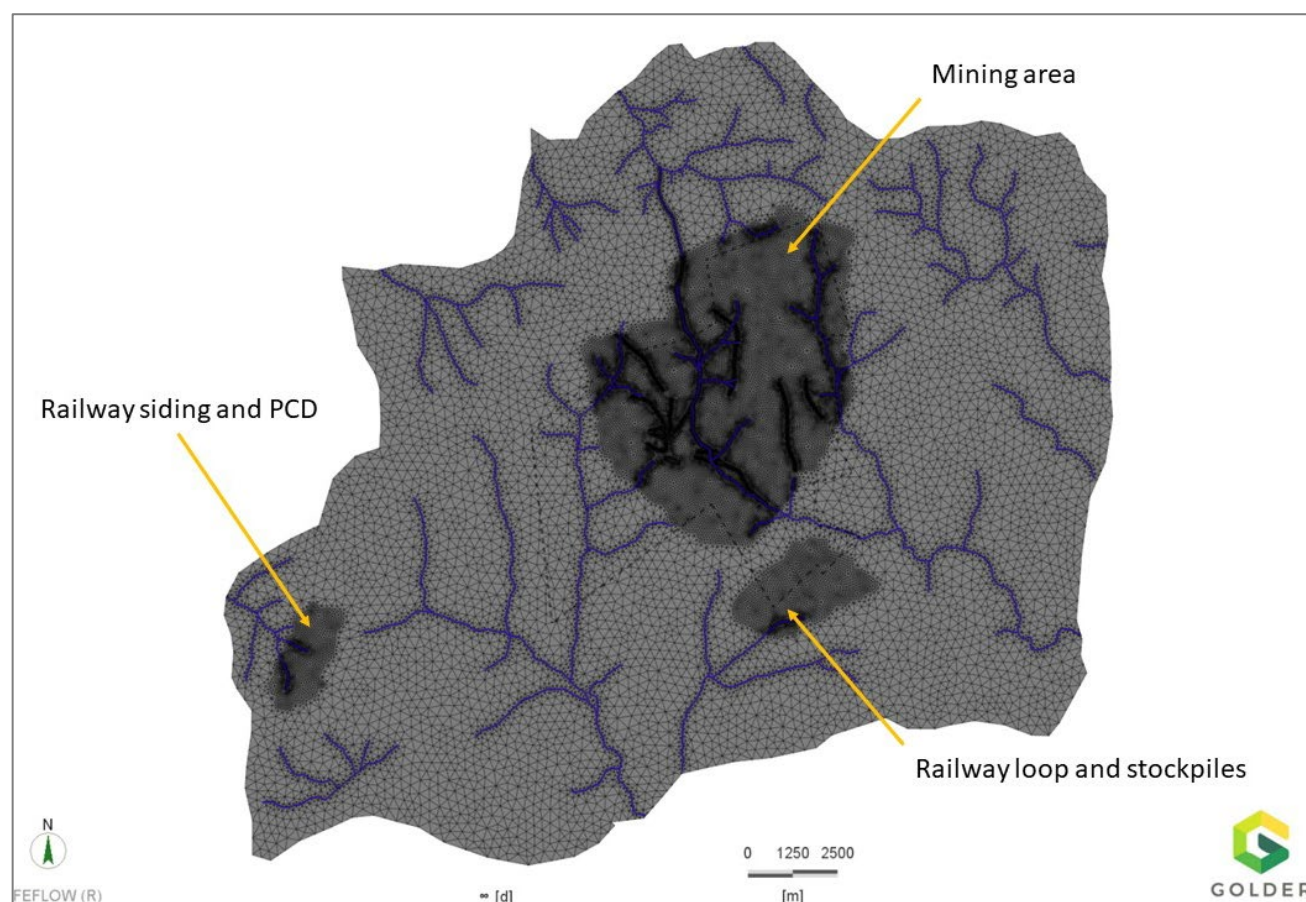 Mining area
Railway siding and PCD
Railway loop and stockpiles
N
0 1250 2500
FEFLOW (R)
∞ [d]
[m]
GOLDER